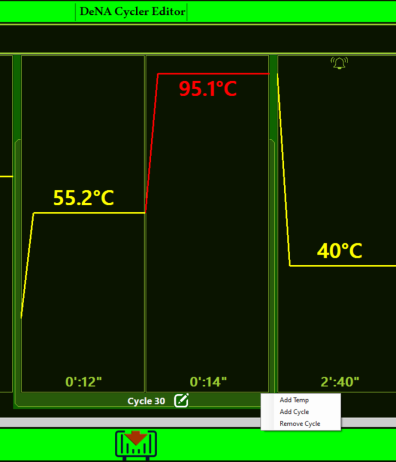 DeNA Cycler Editor
95.1°C
55.2°C
40°C
0':12"
0':14"
2':40"
Cycle 30
Add Temp
Add Cycle
Remove Cycle